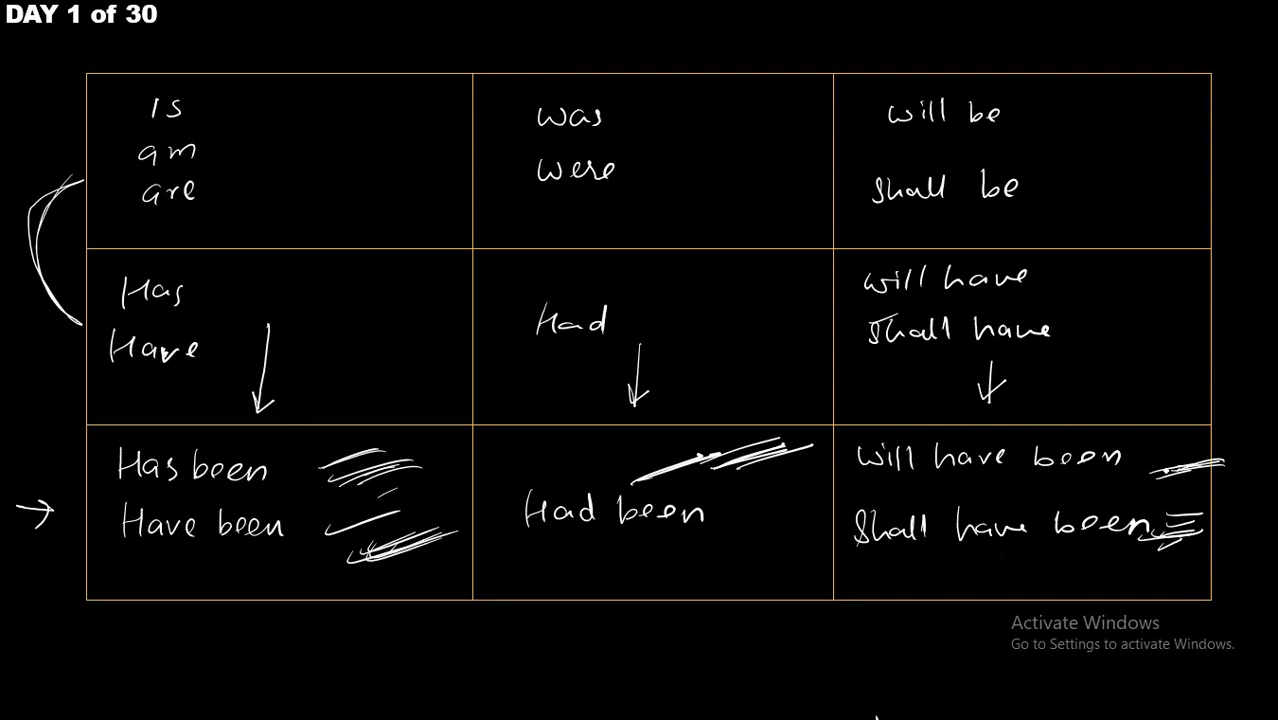 DAY 1 of 30
Is
am
are
was
were
will be
Shall be
Has
Have
Had
will have
Shall have
Has been
Have been
Had been
Will have been
Shall have been
Activate Windows
Go to Settings to activate Windows.